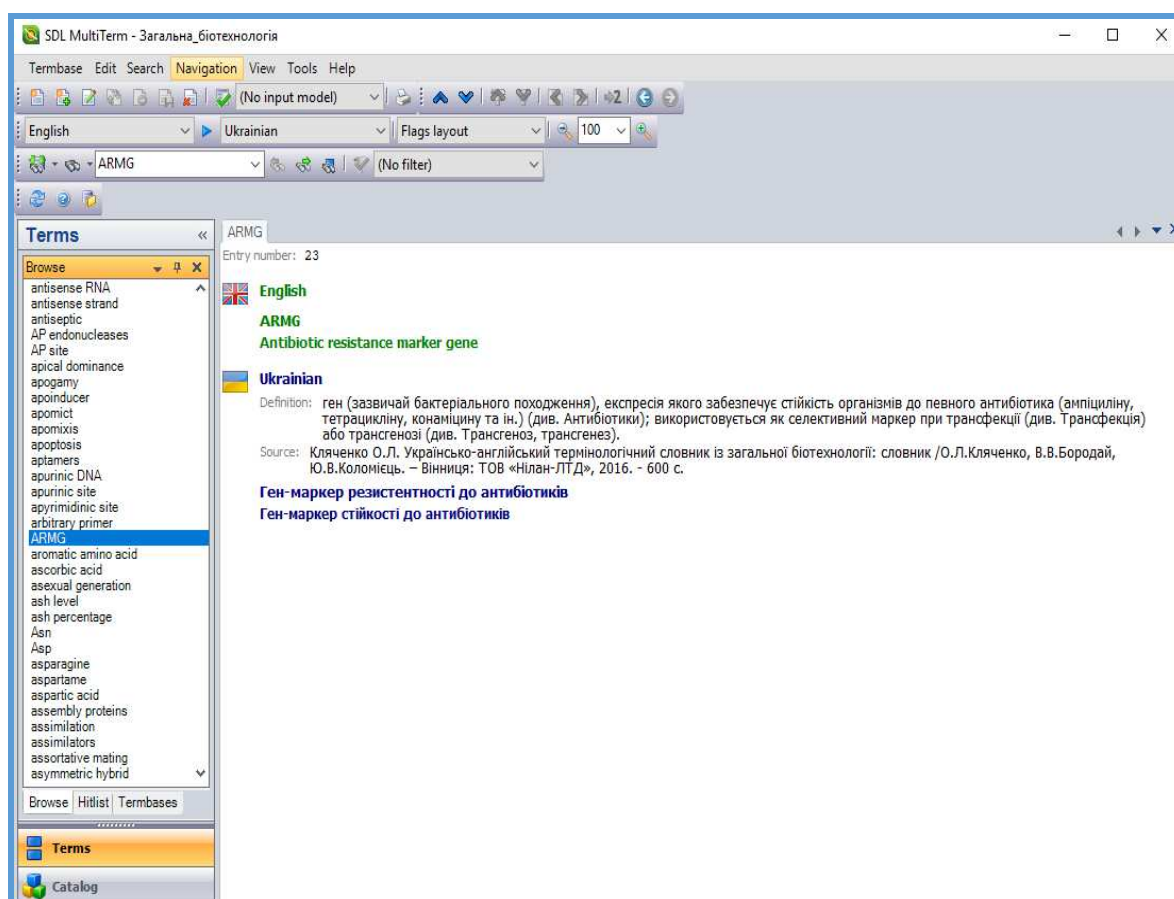 SDL MultiTerm - Загальна_біотехнологія
Termbase Edit Search Navigation View Tools Help
(No input model)
English Ukrainian Flags layout 100
ARMG (No filter)
Terms
Browse
antisense RNA
antisense strand
antiseptic
AP endonucleases
AP site
apical dominance
apogamy
apoinducer
apomict
apomixis
apoptosis
aptamers
apurinic DNA
apurinic site
apyrimidinic site
arbitrary primer
ARMG
aromatic amino acid
ascorbic acid
asexual generation
ash level
ash percentage
Asn
Asp
asparagine
aspartame
aspartic acid
assembly proteins
assimilation
assimilators
assortative mating
asymmetric hybrid
Browse Hitlist Termbases
Terms
Catalog
ARMG
Entry number: 23
English
ARMG
Antibiotic resistance marker gene
Ukrainian
Definition: ген (зазвичай бактеріального походження), експресія якого забезпечує стійкість організмів до певного антибіотика (ампіциліну,
тетрацикліну, конаміцину та ін.) (див. Антибіотики); використовується як селективний маркер при трансфекції (див. Трансфекція)
або трансгенозі (див. Трансгеноз, трансгенез).
Source: Кляченко О.Л. Українсько-англійський термінологічний словник із загальної біотехнології: словник /О.Л.Кляченко, В.В.Бородай,
Ю.В.Коломієць. – Вінниця: ТОВ «Нілан-ЛТД», 2016. - 600 с.
Ген-маркер резистентності до антибіотиків
Ген-маркер стійкості до антибіотиків